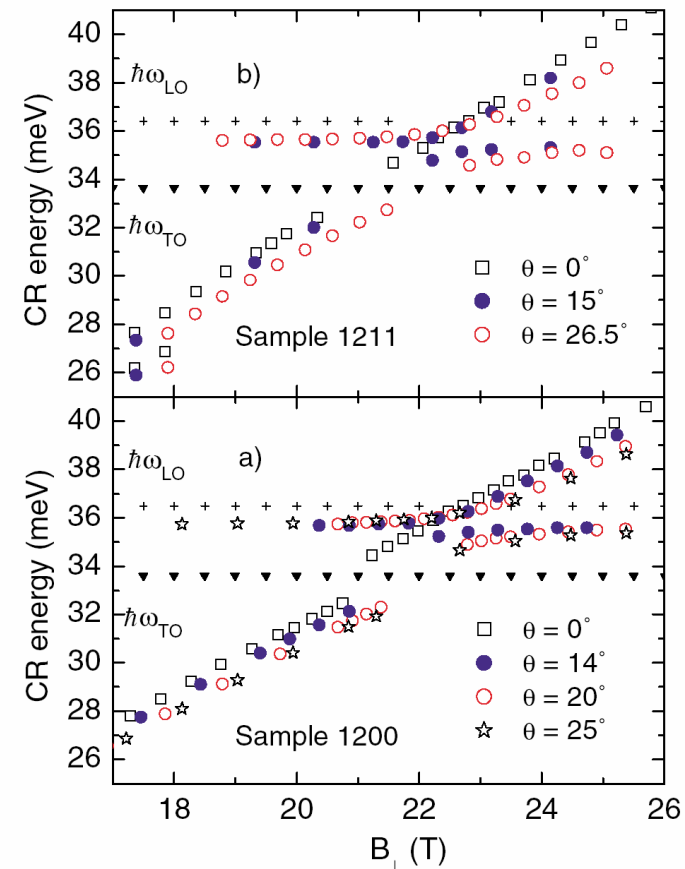 40
38
36
34
32
30
28
26
CR energy (meV)
ħω_LO
b)
ħω_TO
□ θ = 0°
● θ = 15°
○ θ = 26.5°
Sample 1211
40
38
36
34
32
30
28
26
CR energy (meV)
ħω_LO
a)
ħω_TO
□ θ = 0°
● θ = 14°
○ θ = 20°
☆ θ = 25°
Sample 1200
18 20 22 24 26
B_⊥ (T)